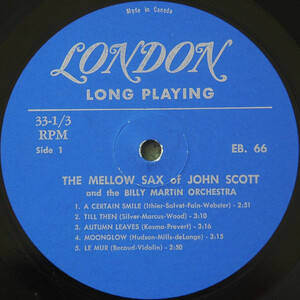 Made in Canada
LONDON
LONG PLAYING
33-1/3
RPM
Side 1
EB. 66
THE MELLOW SAX of JOHN SCOTT
and the BILLY MARTIN ORCHESTRA
1. A CERTAIN SMILE (Ithier-Salvet-Fain-Webster) - 2:51
2. TILL THEN (Silver-Marcus-Wood) - 3:10
3. AUTUMN LEAVES (Kosma-Prevert) - 3:16
4. MOONGLOW (Hudson-Mills-deLange) - 3:15
5. LE MUR (Becaud-Vidalin) - 2:50